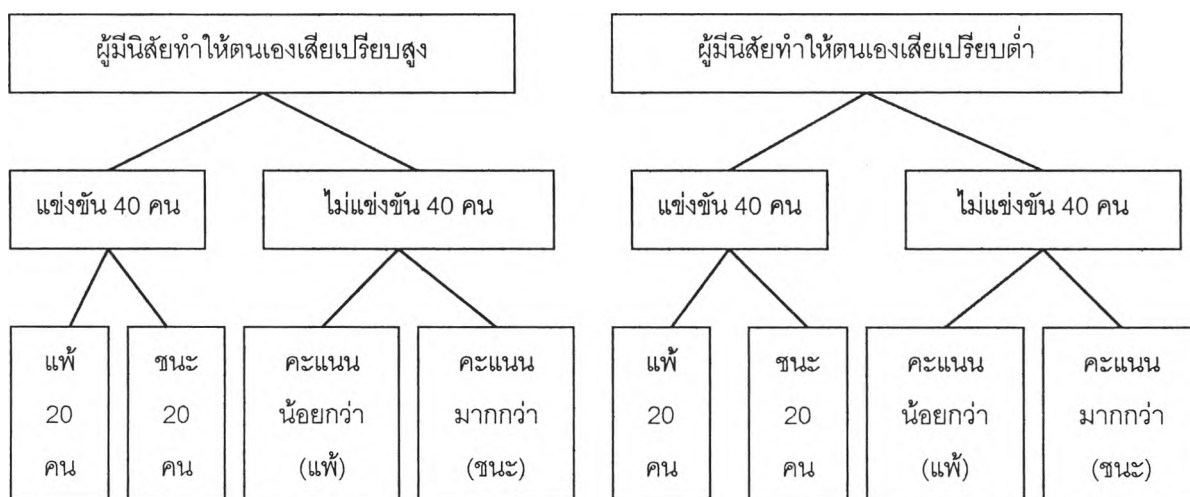 ผู้มีนิสัยทำให้ตนเองเสียเปรียบสูง
ผู้มีนิสัยทำให้ตนเองเสียเปรียบต่ำ
แข่งขัน 40 คน
ไม่แข่งขัน 40 คน
แข่งขัน 40 คน
ไม่แข่งขัน 40 คน
แพ้
20
คน
ชนะ
20
คน
คะแนน
น้อยกว่า
(แพ้)
คะแนน
มากกว่า
(ชนะ)
แพ้
20
คน
ชนะ
20
คน
คะแนน
น้อยกว่า
(แพ้)
คะแนน
มากกว่า
(ชนะ)